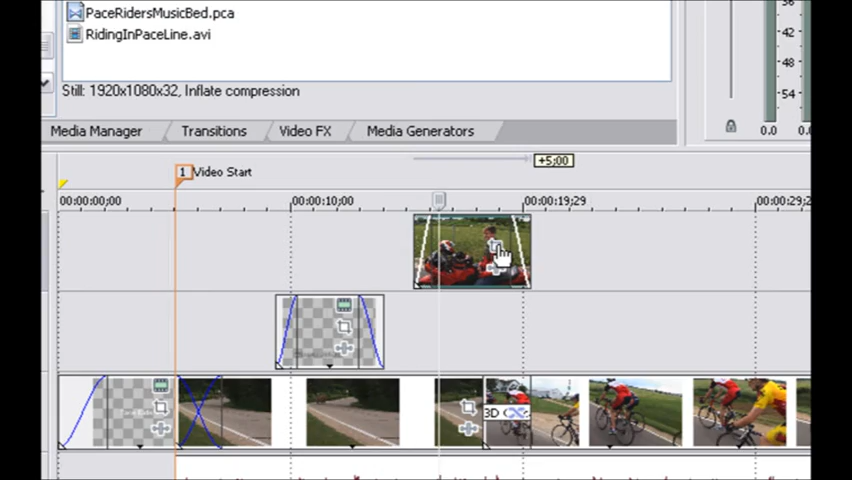 PaceRidersMusicBed.pca
RidingInPaceLine.avi
Still: 1920x1080x32, Inflate compression
Media Manager
Transitions
Video FX
Media Generators
36
-42
-48
-54
0.0
0.0
+5;00
1 Video Start
00:00:00;00
00:00:10;00
00:00:19;29
00:00:29;2
3D